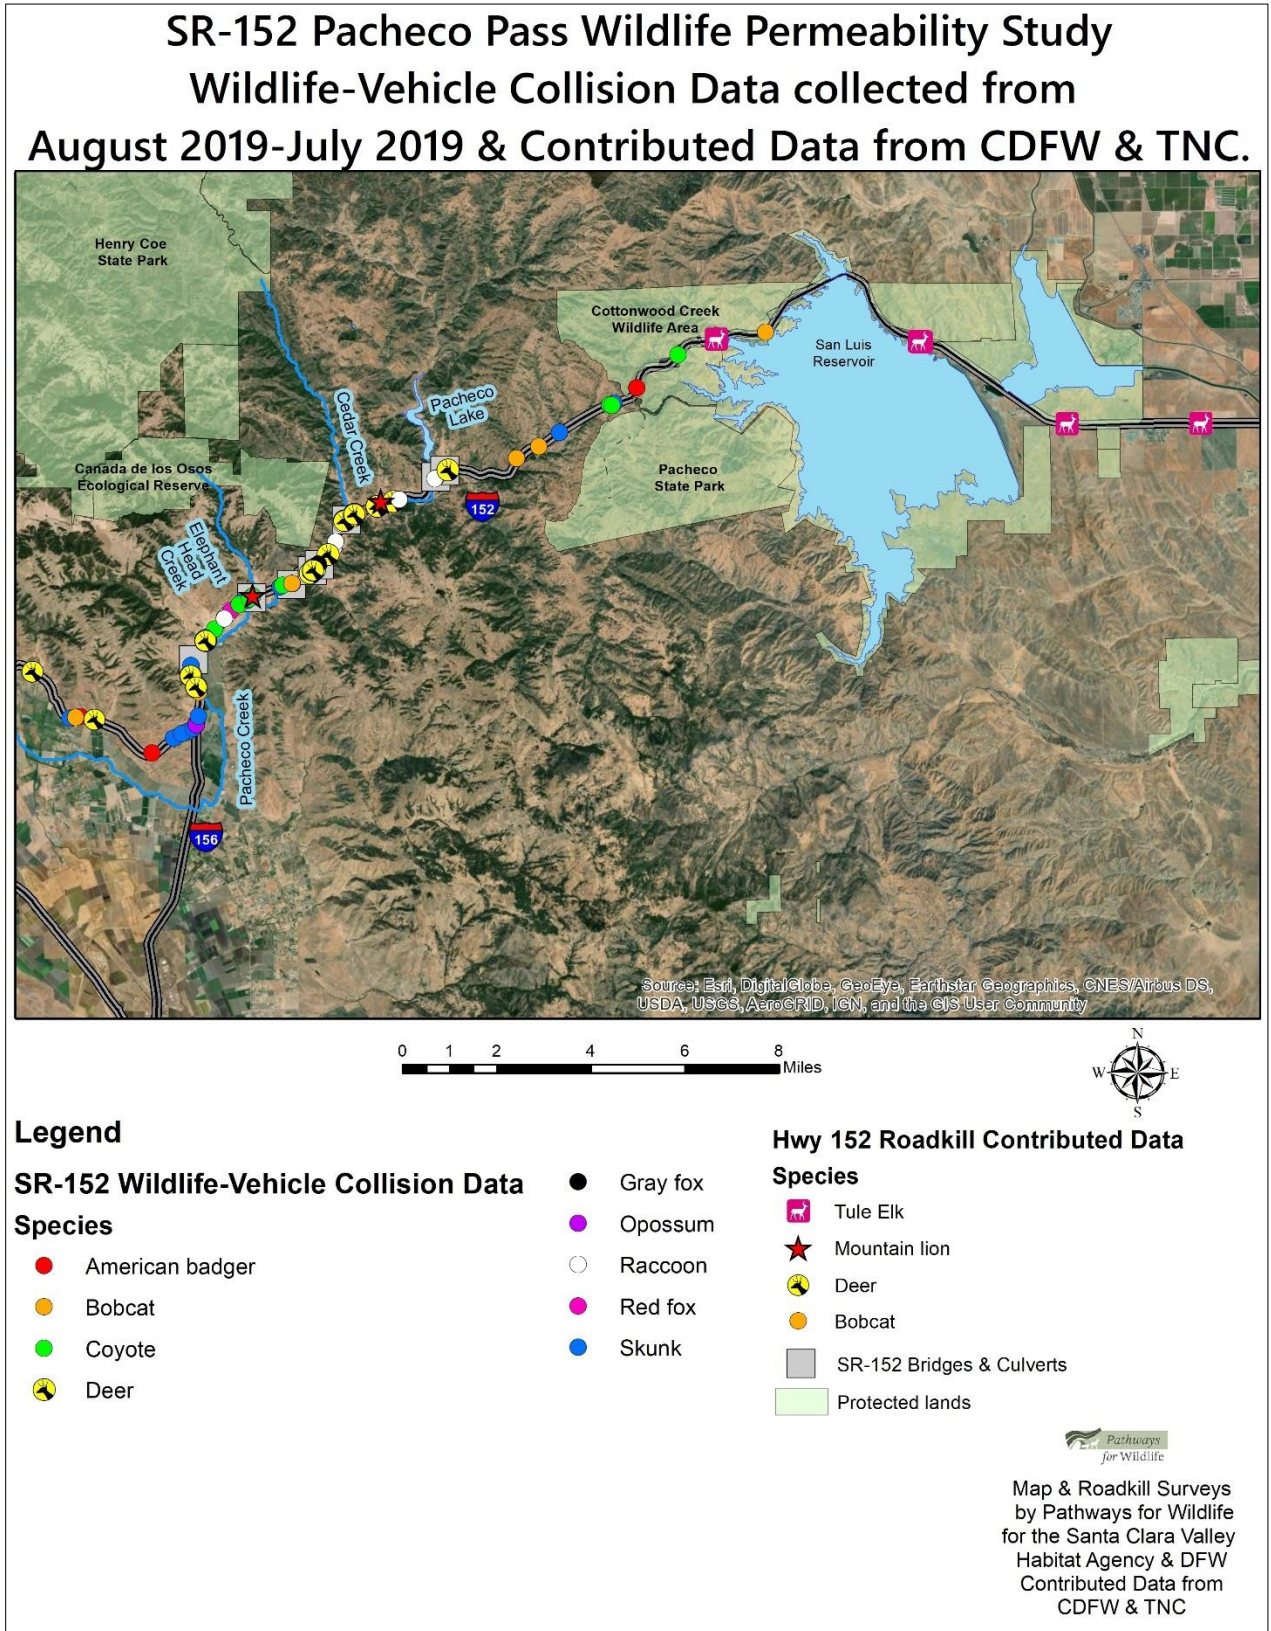 SR-152 Pacheco Pass Wildlife Permeability Study
Wildlife-Vehicle Collision Data collected from
August 2019-July 2019 & Contributed Data from CDFW & TNC.
Henry Coe
State Park
Cottonwood Creek
Wildlife Area
San Luis
Reservoir
Pacheco
Lake
Cedar Creek
Canada de los Osos
Ecological Reserve
Pacheco
State Park
152
Elephant
Head
Creek
Pacheco Creek
156
Source: Esri, DigitalGlobe, GeoEye, Earthstar Geographics, CNES/Airbus DS,
USDA, USGS, AeroGRID, IGN, and the GIS User Community
0 1 2 4 6 8
Miles
N
W E
S
Legend
SR-152 Wildlife-Vehicle Collision Data
Species
American badger
Bobcat
Coyote
Deer
Gray fox
Opossum
Raccoon
Red fox
Skunk
Hwy 152 Roadkill Contributed Data
Species
Tule Elk
Mountain lion
Deer
Bobcat
SR-152 Bridges & Culverts
Protected lands
Pathways
for Wildlife
Map & Roadkill Surveys
by Pathways for Wildlife
for the Santa Clara Valley
Habitat Agency & DFW
Contributed Data from
CDFW & TNC